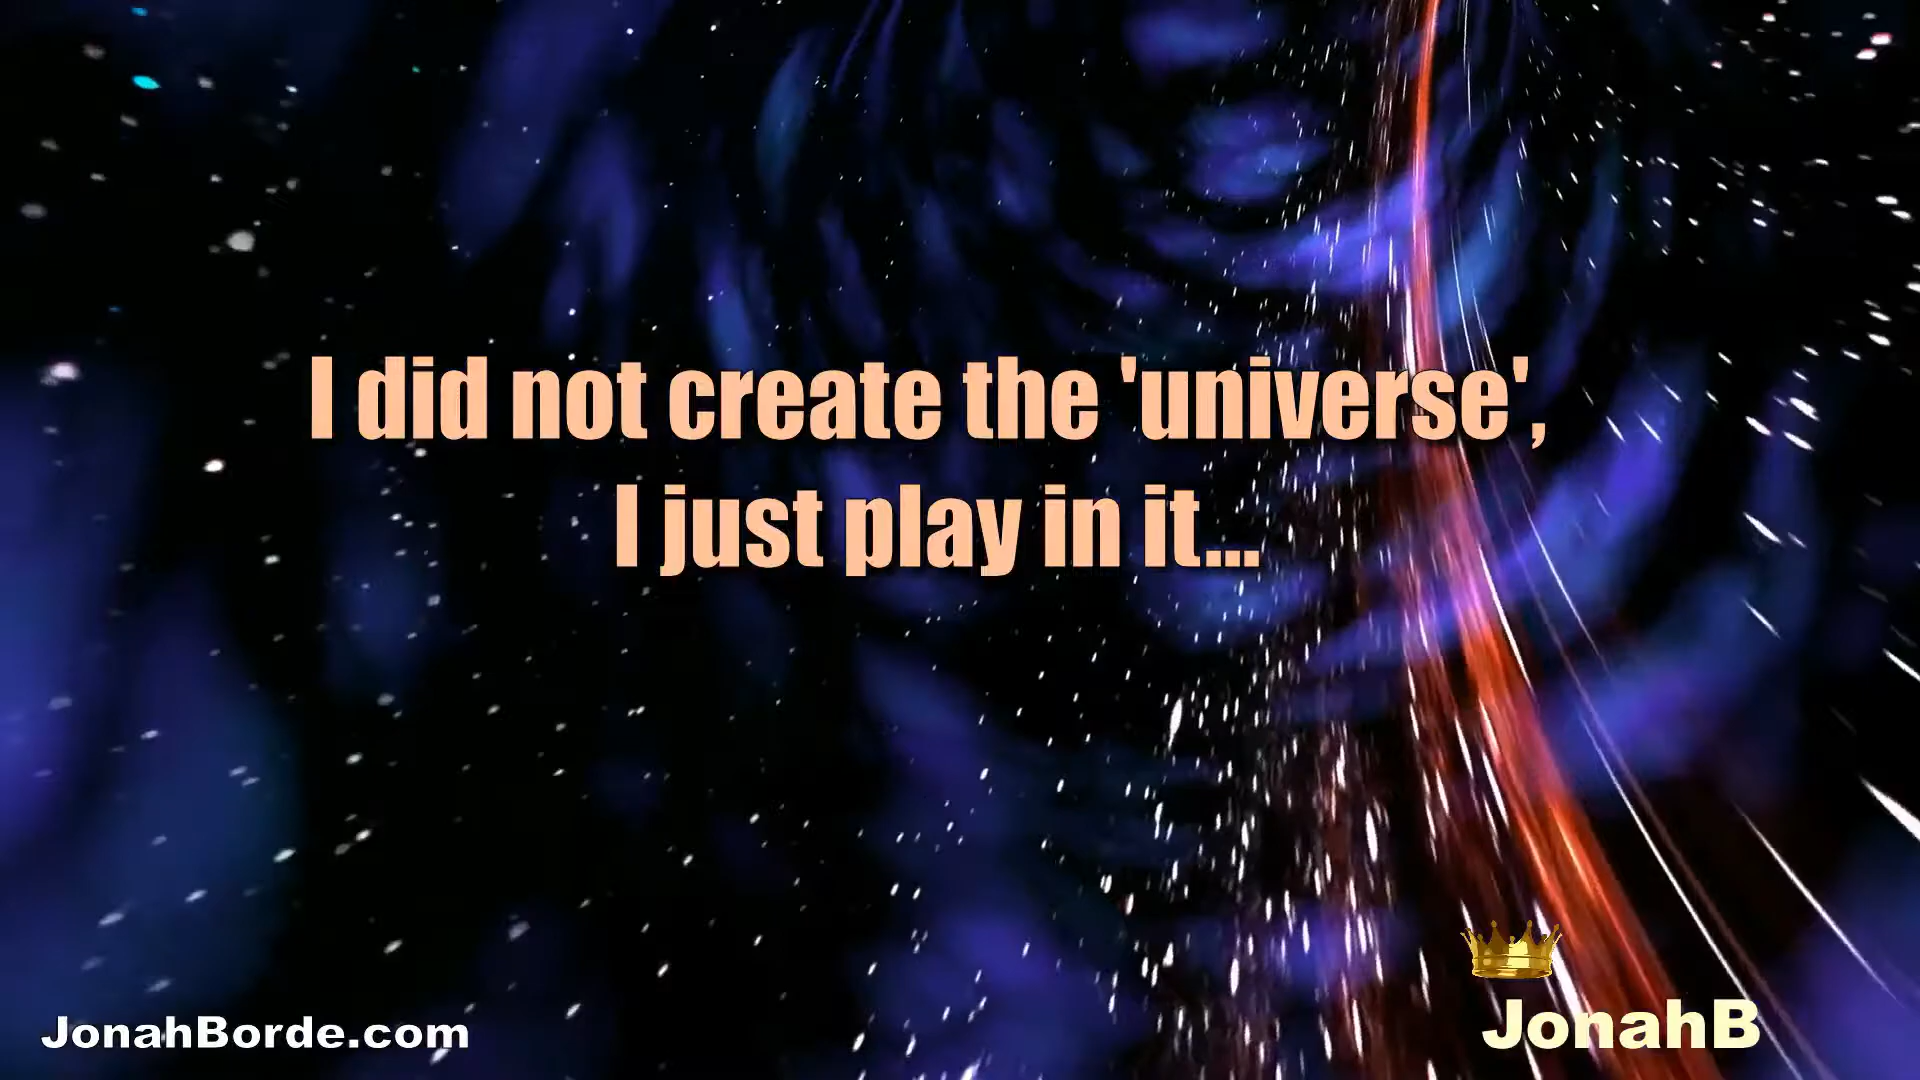 I did not create the 'universe',
I just play in it...
JonahBorde.com
JonahB